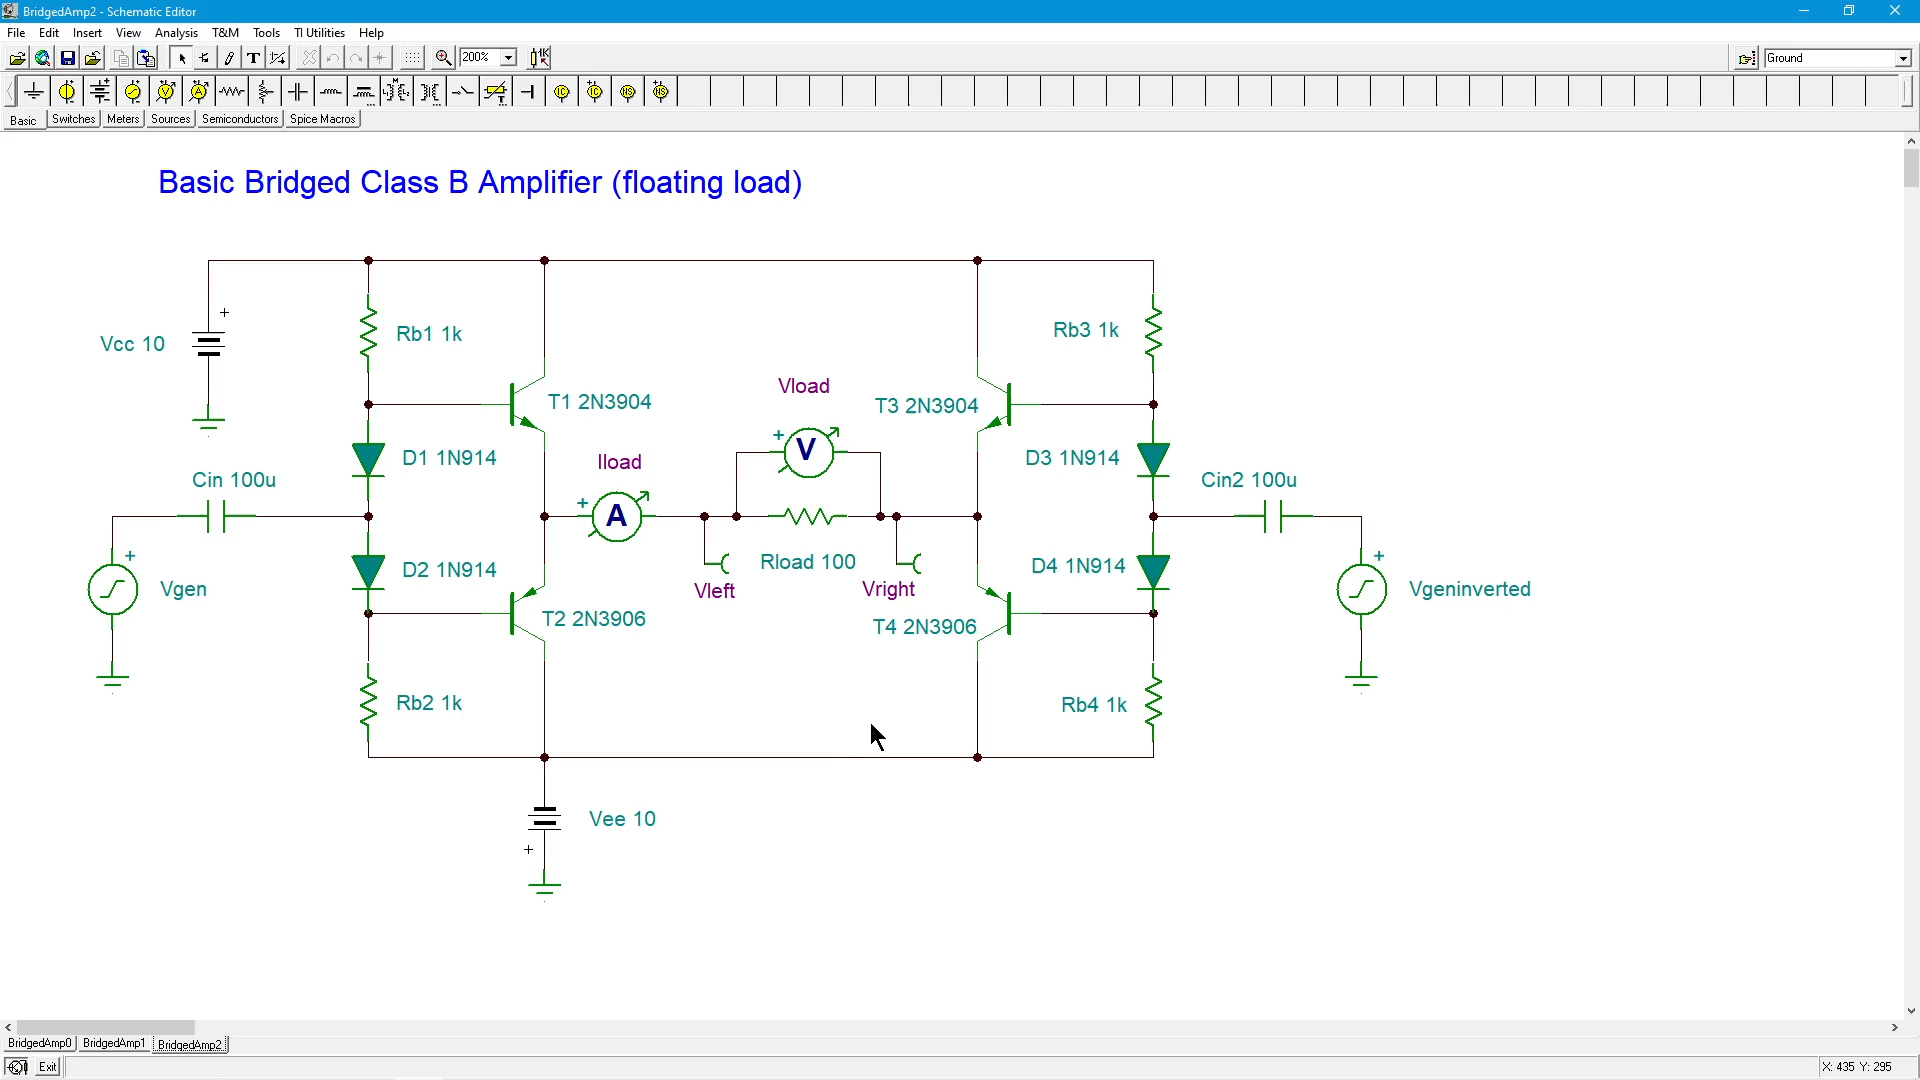 BridgedAmp2 - Schematic Editor
File Edit Insert View Analysis T&M Tools TI Utilities Help
200%
1K
Ground
Basic Switches Meters Sources Semiconductors Spice Macros
Basic Bridged Class B Amplifier (floating load)
+
Vcc 10
Rb1 1k
Rb3 1k
Vload
T1 2N3904
T3 2N3904
+
V
D1 1N914
Iload
D3 1N914
Cin 100u
Cin2 100u
+
A
+
Vgen
D2 1N914
Vleft
Rload 100
Vright
D4 1N914
+
Vgeninverted
T2 2N3906
T4 2N3906
Rb2 1k
Rb4 1k
Vee 10
+
BridgedAmp0 BridgedAmp1 BridgedAmp2
Exit
X: 435 Y: 295